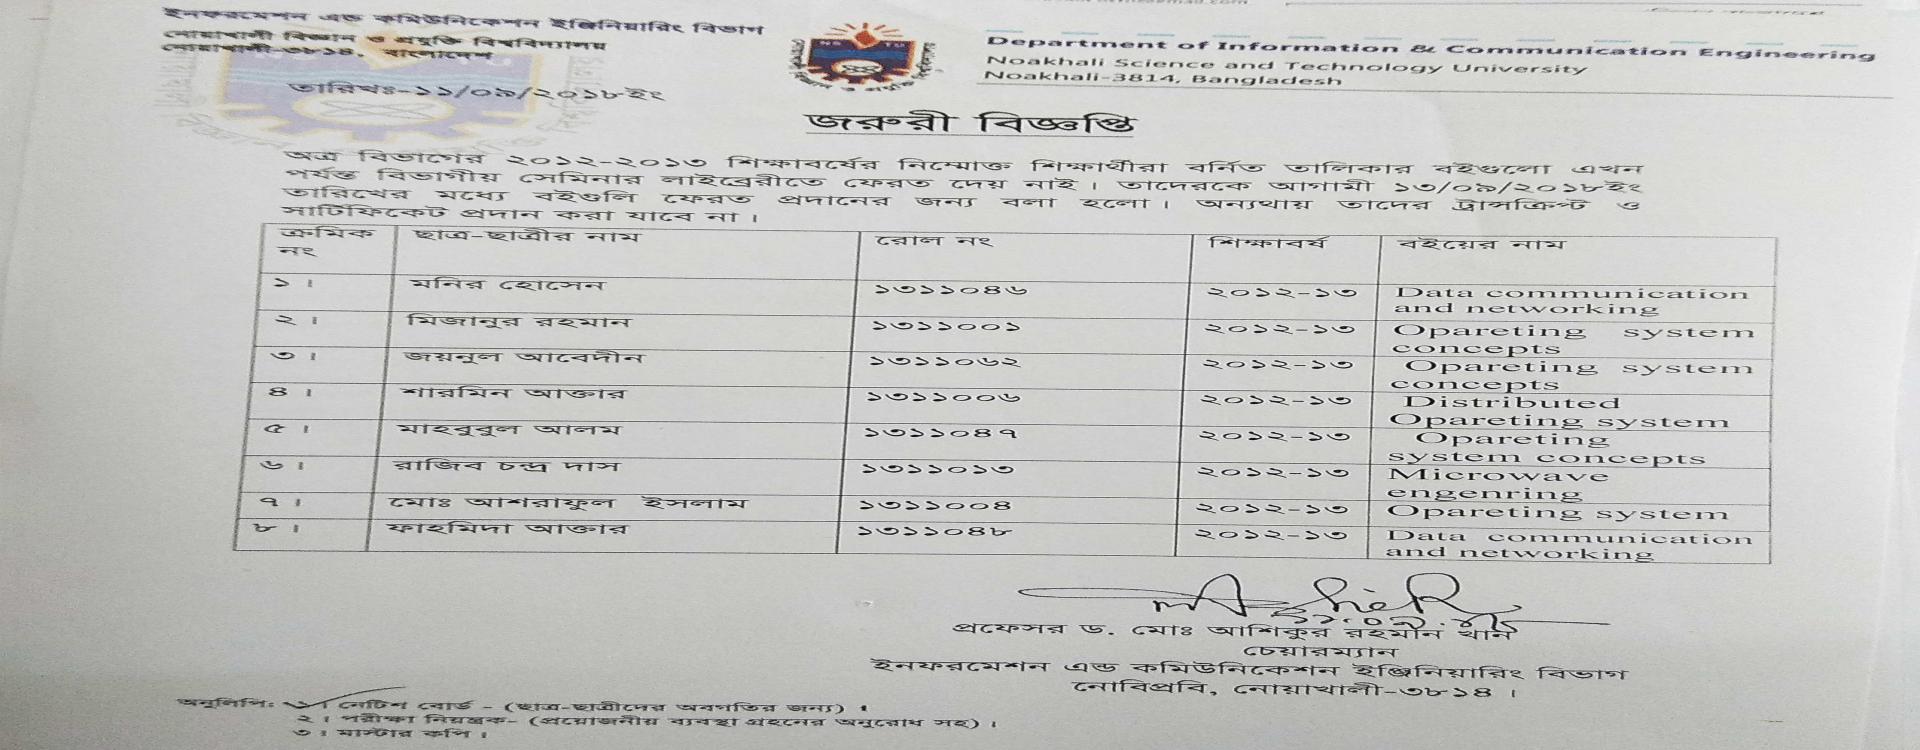 ইনফরমেশন এন্ড কমিউনিকেশন ইঞ্জিনিয়ারিং বিভাগ
নোয়াখালী বিজ্ঞান ও প্রযুক্তি বিশ্ববিদ্যালয়
নোয়াখালী-৩৮১৪, বাংলাদেশ
Department of Information & Communication Engineering
Noakhali Science and Technology University
Noakhali-3814, Bangladesh
তারিখঃ-১১/০৯/২০১৮ইং
জরুরী বিজ্ঞপ্তি
অত্র বিভাগের ২০১২-২০১৩ শিক্ষাবর্ষের নিম্মোক্ত শিক্ষার্থীরা বর্নিত তালিকার বইগুলো এখন
পর্যন্ত বিভাগীয় সেমিনার লাইব্রেরীতে ফেরত দেয় নাই। তাদেরকে আগামী ১৩/০৯/২০১৮ইং
তারিখের মধ্যে বইগুলি ফেরত প্রদানের জন্য বলা হলো। অন্যথায় তাদের ট্রান্সক্রিপ্ট ও
সার্টিফিকেট প্রদান করা যাবে না।
ক্রমিক নং ছাত্র-ছাত্রীর নাম রোল নং শিক্ষাবর্ষ বইয়ের নাম
১। মনির হোসেন ১৩১১০৪৬ ২০১২-১৩ Data communication
and networking
২। মিজানুর রহমান ১৩১১০০১ ২০১২-১৩ Opareting system
concepts
৩। জয়নুল আবেদীন ১৩১১০৬২ ২০১২-১৩ Opareting system
concepts
৪। শারমিন আক্তার ১৩১১০০৬ ২০১২-১৩ Distributed
Opareting system
৫। মাহবুবুল আলম ১৩১১০৪৭ ২০১২-১৩ Opareting
system concepts
৬। রাজিব চন্দ্র দাস ১৩১১০১৩ ২০১২-১৩ Microwave
engenring
৭। মোঃ আশরাফুল ইসলাম ১৩১১০০৪ ২০১২-১৩ Opareting system
৮। ফাহমিদা আক্তার ১৩১১০৪৮ ২০১২-১৩ Data communication
and networking
১১.০৯.১৮
প্রফেসর ড. মোঃ আশিকুর রহমান খান
চেয়ারম্যান
ইনফরমেশন এন্ড কমিউনিকেশন ইঞ্জিনিয়ারিং বিভাগ
নোবিপ্রবি, নোয়াখালী-৩৮১৪।
অনুলিপি: ১। নোটিশ বোর্ড - (ছাত্র-ছাত্রীদের অবগতির জন্য)।
২। পরীক্ষা নিয়ন্ত্রক- (প্রয়োজনীয় ব্যবস্থা গ্রহনের অনুরোধ সহ)।
৩। মাস্টার কপি।